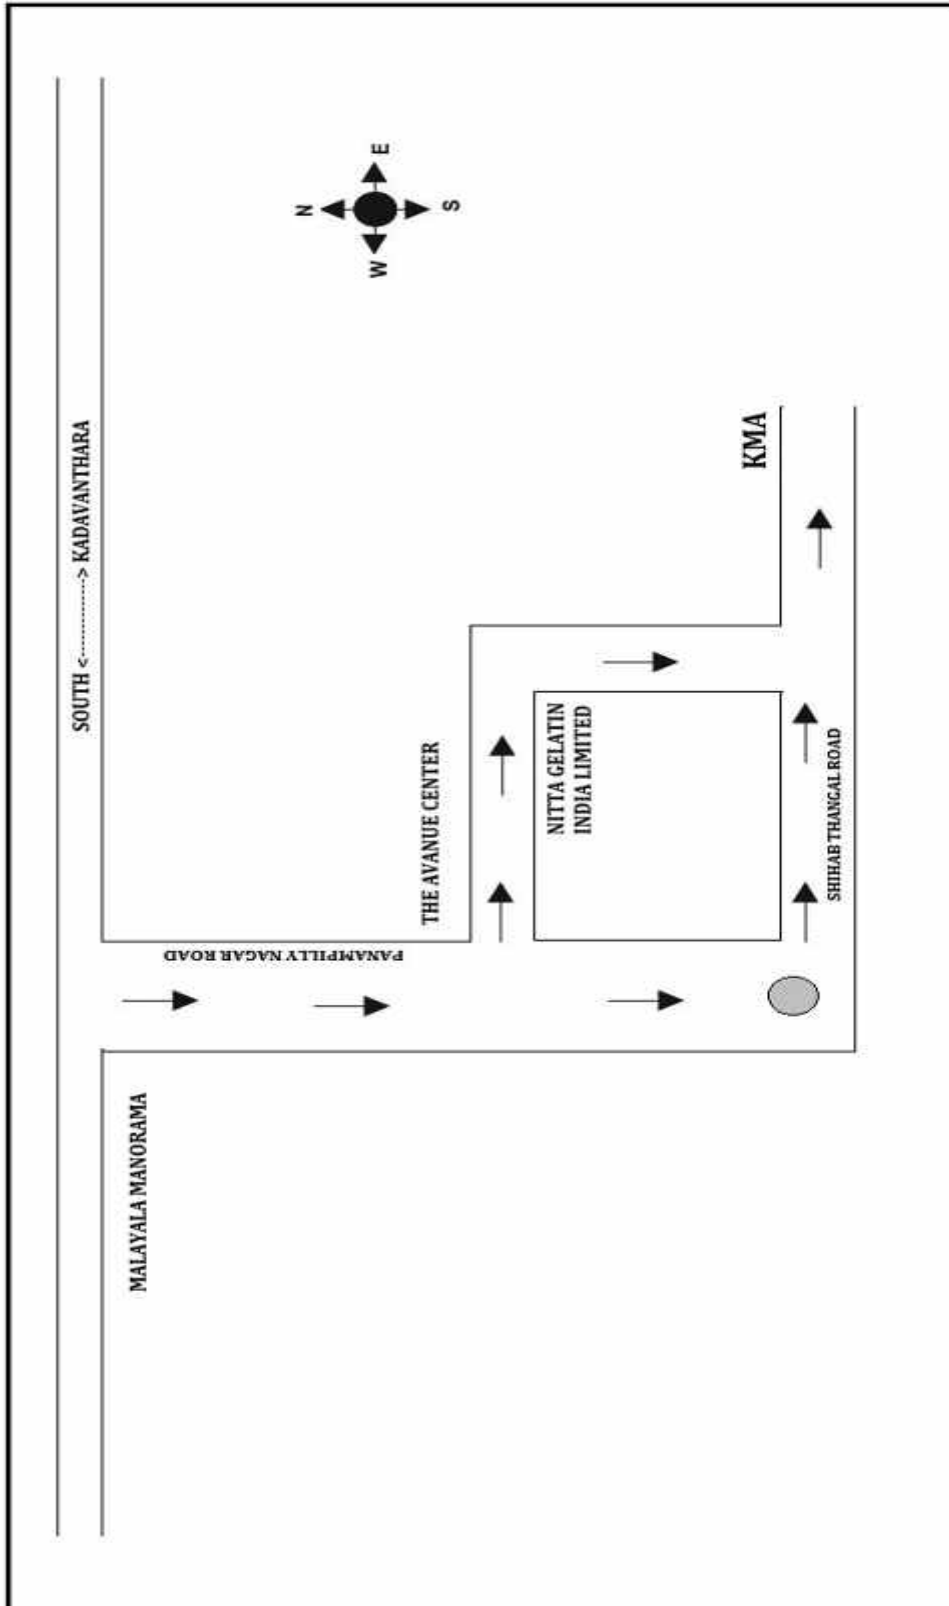 SOUTH <--------------> KADAVANTHARA
N
W
E
S
MALAYALA MANORAMA
PANAMPILLY NAGAR ROAD
THE AVANUE CENTER
NITTA GELATIN
INDIA LIMITED
KMA
SHIHAB THANGAL ROAD